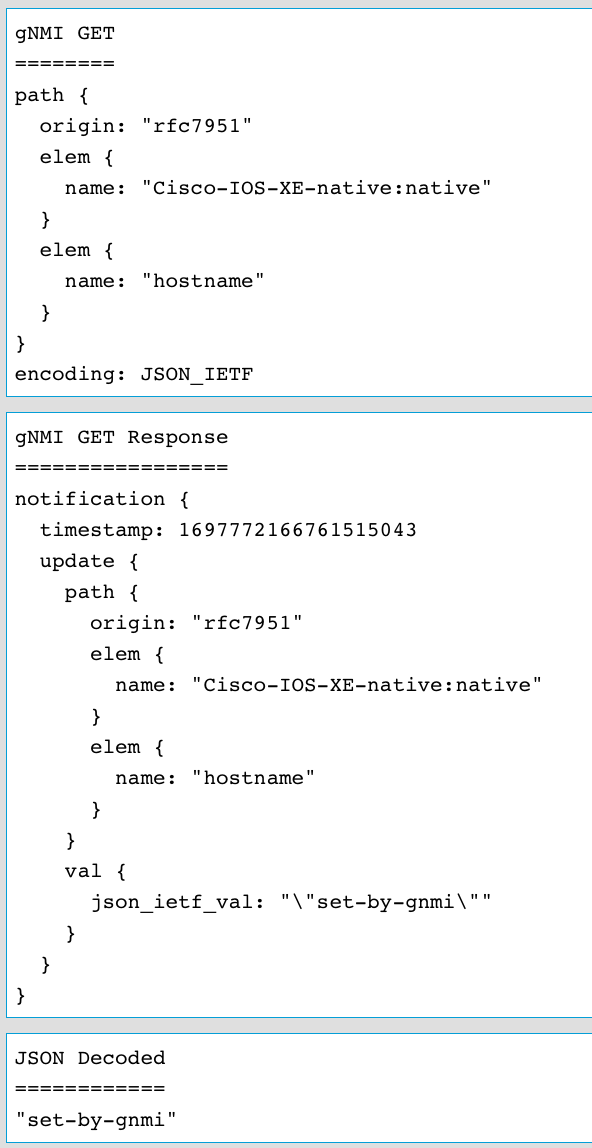 gNMI GET
========
path {
  origin: "rfc7951"
  elem {
    name: "Cisco-IOS-XE-native:native"
  }
  elem {
    name: "hostname"
  }
}
encoding: JSON_IETF
gNMI GET Response
=================
notification {
  timestamp: 1697772166761515043
  update {
    path {
      origin: "rfc7951"
      elem {
        name: "Cisco-IOS-XE-native:native"
      }
      elem {
        name: "hostname"
      }
    }
    val {
      json_ietf_val: "\"set-by-gnmi\""
    }
  }
}
JSON Decoded
============
"set-by-gnmi"